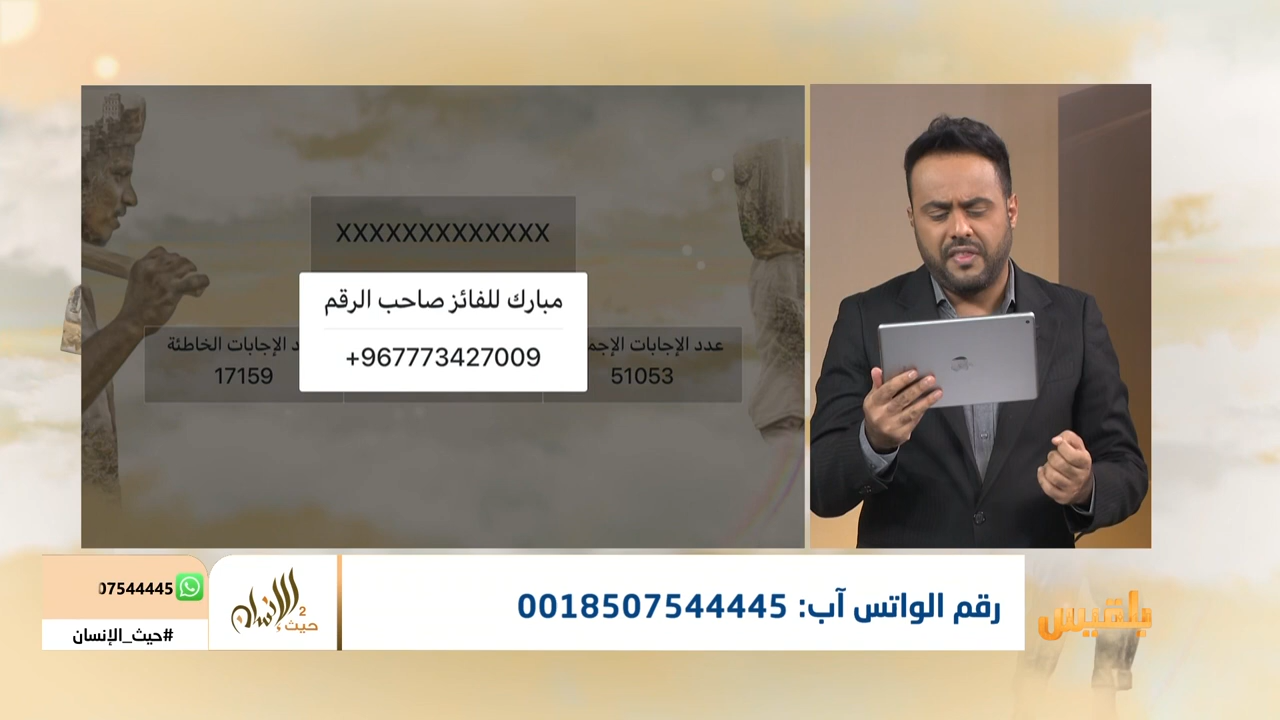 XXXXXXXXXXXXX
مبارك للفائز صاحب الرقم
+967773427009
عدد الإجابات
51053
الإجابات الخاطئة
17159
رقم الواتس آب: 0018507544445
07544445
#حيث_الإنسان
حيث الإنسان 2
بلقيس